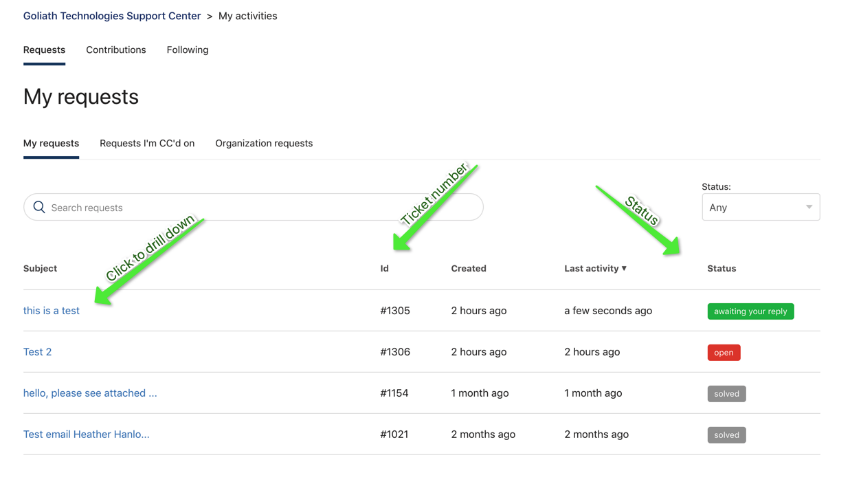 Goliath Technologies Support Center > My activities
Requests Contributions Following
My requests
My requests Requests I'm CC'd on Organization requests
Status:
Search requests
Any
Click to drill down
Ticket number
Status
Subject Id Created Last activity ▼ Status
this is a test #1305 2 hours ago a few seconds ago awaiting your reply
Test 2 #1306 2 hours ago 2 hours ago open
hello, please see attached ... #1154 1 month ago 1 month ago solved
Test email Heather Hanlo... #1021 2 months ago 2 months ago solved